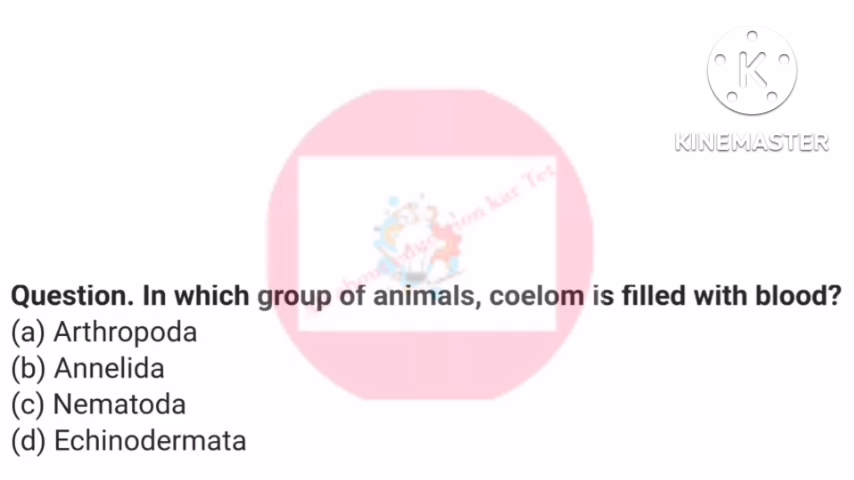 KINEMASTER
Question. In which group of animals, coelom is filled with blood?
(a) Arthropoda
(b) Annelida
(c) Nematoda
(d) Echinodermata